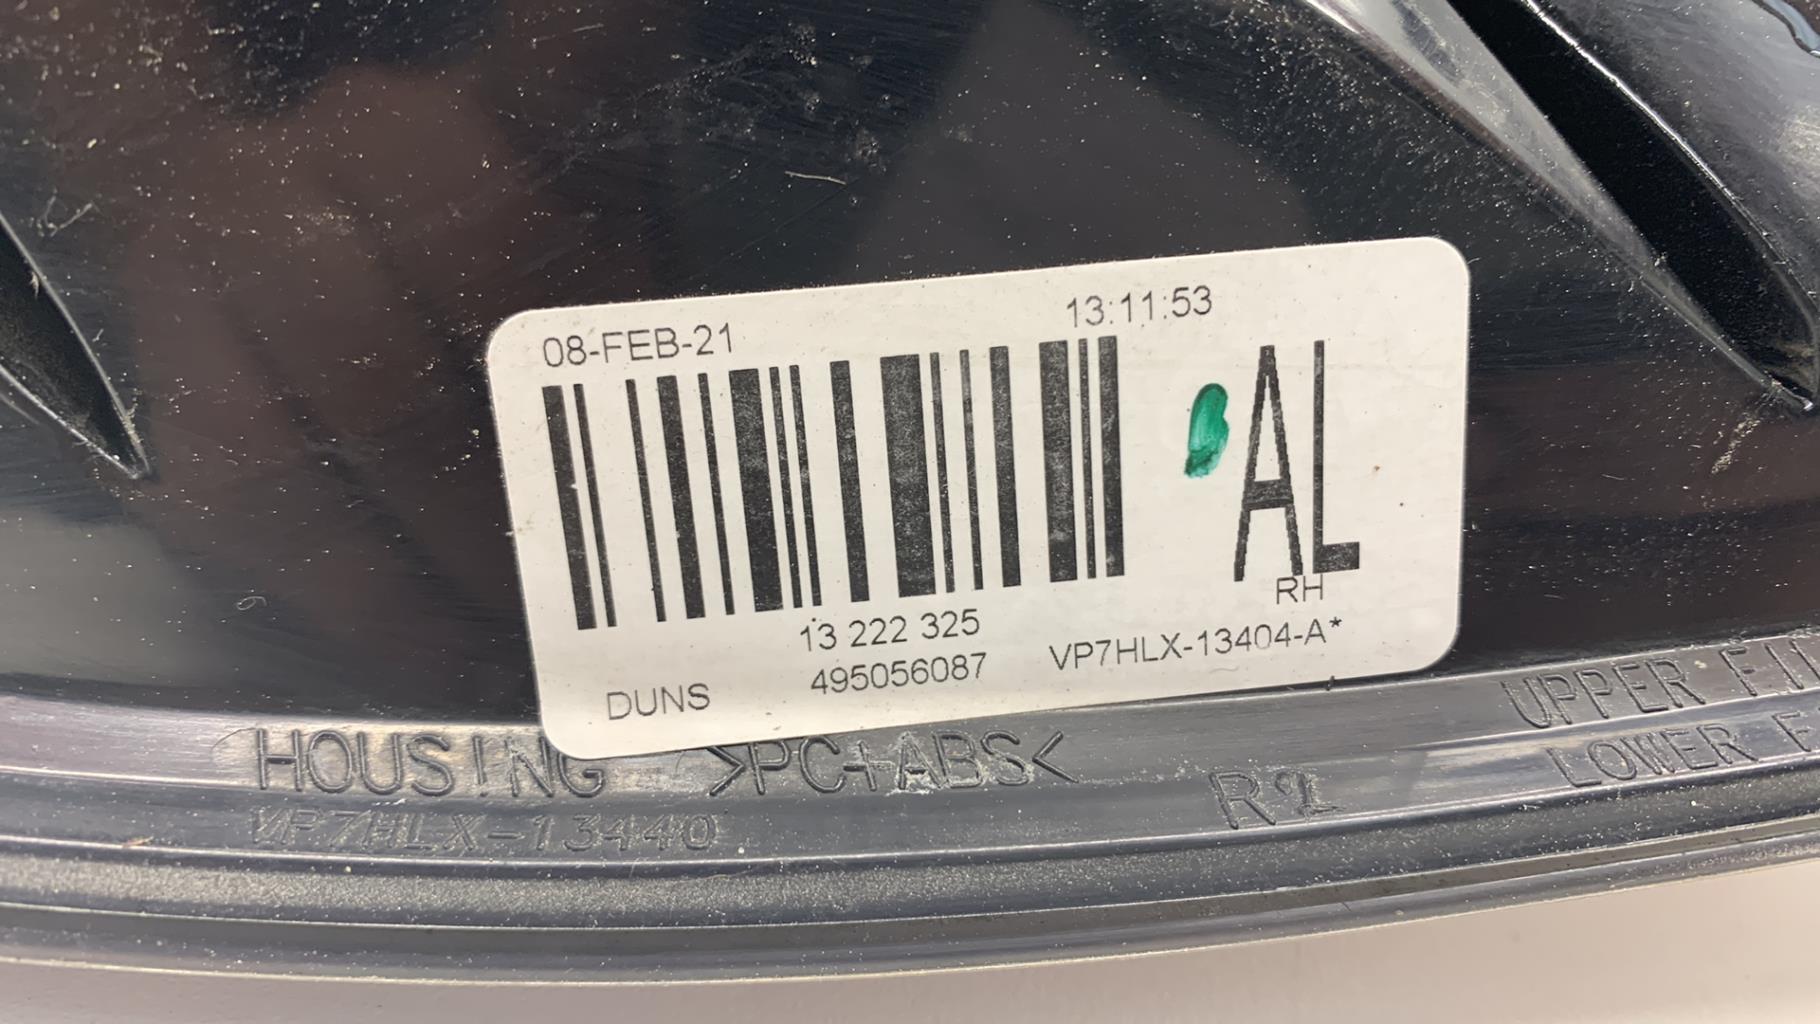 08-FEB-21 13:11:53
AL
RH
13 222 325
DUNS 495056087 VP7HLX-13404-A*
HOUSING >PC+ABS<
VP7HLX-13440
R2
UPPER
LOWER